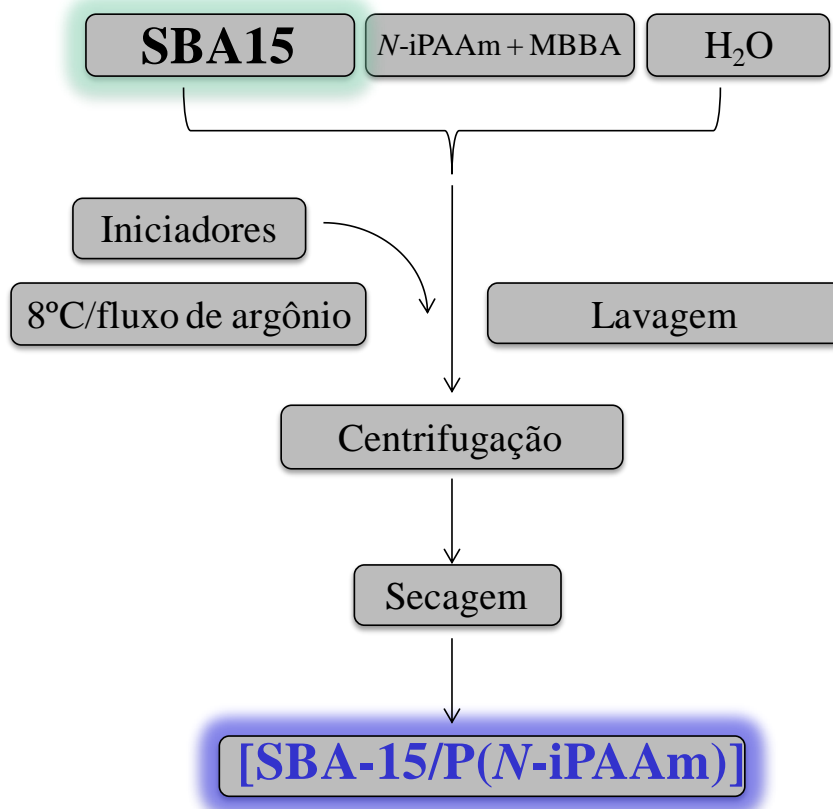 SBA15
N-iPAAm + MBBA
H₂O
Iniciadores
8ºC/fluxo de argônio
Lavagem
Centrifugação
Secagem
[SBA-15/P(N-iPAAm)]